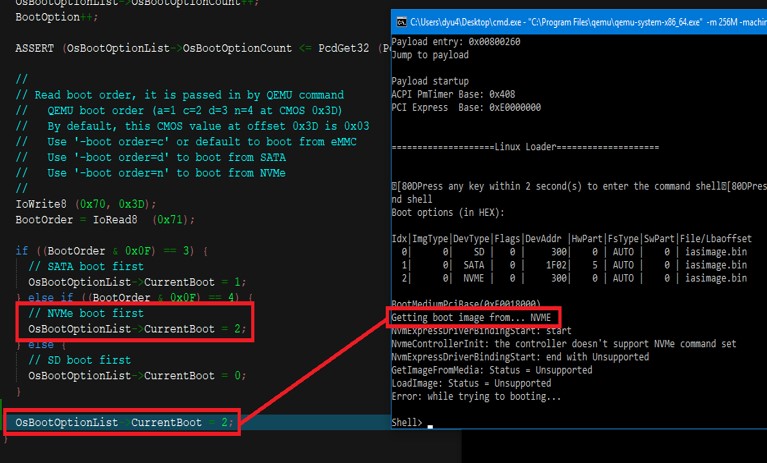 OsBootOptionList->OsBootOptionCount++;
BootOption++;
ASSERT (OsBootOptionList->OsBootOptionCount <= PcdGet32 (Pc
//
// Read boot order, it is passed in by QEMU command
//   QEMU boot order (a=1 c=2 d=3 n=4 at CMOS 0x3D)
//   By default, this CMOS value at offset 0x3D is 0x03
//   Use '-boot order=c' or default to boot from eMMC
//   Use '-boot order=d' to boot from SATA
//   Use '-boot order=n' to boot from NVMe
//
IoWrite8 (0x70, 0x3D);
BootOrder = IoRead8  (0x71);
if ((BootOrder & 0x0F) == 3) {
// SATA boot first
OsBootOptionList->CurrentBoot = 1;
} else if ((BootOrder & 0x0F) == 4) {
// NVMe boot first
OsBootOptionList->CurrentBoot = 2;
} else {
// SD boot first
OsBootOptionList->CurrentBoot = 0;
}
OsBootOptionList->CurrentBoot = 2;
}
C:\Users\dyu4\Desktop\cmd.exe - "C:\Program Files\qemu\qemu-system-x86_64.exe" -m 256M -machin
Payload entry: 0x00800260
Jump to payload
Payload startup
ACPI PmTimer Base: 0x408
PCI Express  Base: 0xE0000000
====================Linux Loader====================
[80DPress any key within 2 second(s) to enter the command shell[80DPres
nd shell
Boot options (in HEX):
Idx|ImgType|DevType|Flags|DevAddr |HwPart|FsType|SwPart|File/Lbaoffset
0|      0|     SD |  0  |    300|    0 | AUTO |    0 | iasimage.bin
1|      0|   SATA |  0  |   1F02|    5 | AUTO |    0 | iasimage.bin
2|      0|   NVME |  0  |    300|    0 | AUTO |    0 | iasimage.bin
BootMediumPciBase(0xE0018000)
Getting boot image from... NVME
NvmExpressDriverBindingStart: start
NvmeControllerInit: the controller doesn't support NVMe command set
NvmExpressDriverBindingStart: end with Unsupported
GetImageFromMedia: Status = Unsupported
LoadImage: Status = Unsupported
Error: while trying to booting...
Shell> _